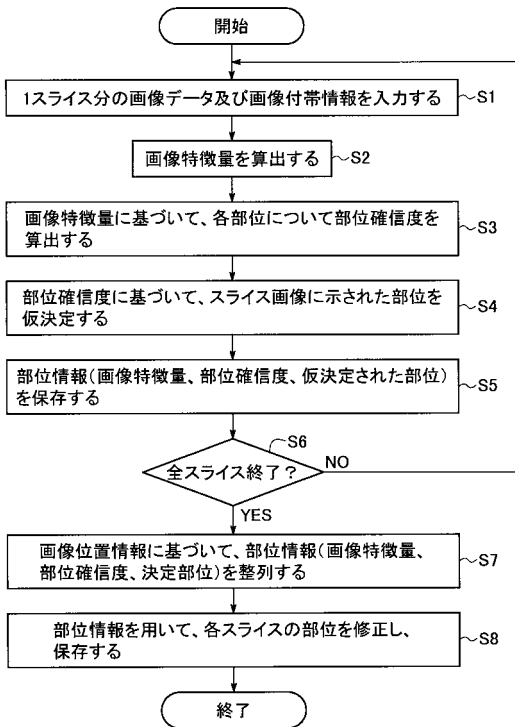 開始
1スライス分の画像データ及び画像付帯情報を入力する
S1
画像特徴量を算出する
S2
画像特徴量に基づいて、各部位について部位確信度を
算出する
S3
部位確信度に基づいて、スライス画像に示された部位を
仮決定する
S4
部位情報(画像特徴量、部位確信度、仮決定された部位)
を保存する
S5
S6
全スライス終了?
NO
YES
画像位置情報に基づいて、部位情報(画像特徴量、
部位確信度、決定部位)を整列する
S7
部位情報を用いて、各スライスの部位を修正し、
保存する
S8
終了